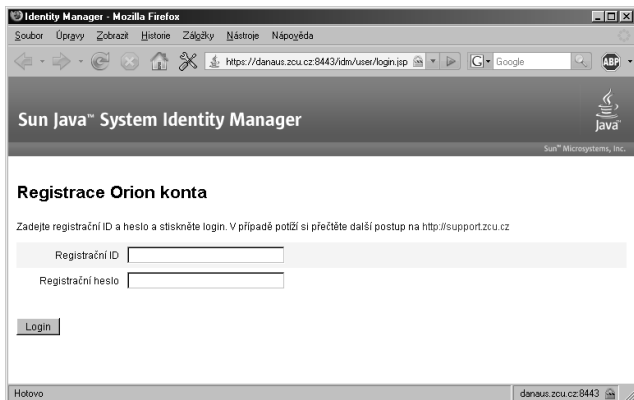 Identity Manager - Mozilla Firefox
Soubor Úpravy Zobrazit Historie Záložky Nástroje Nápověda
https://danaus.zcu.cz:8443/idm/user/login.jsp G Google ABP
Sun Java™ System Identity Manager
Java™
Sun™ Microsystems, Inc.
Registrace Orion konta
Zadejte registrační ID a heslo a stiskněte login. V případě potíží si přečtěte další postup na http://support.zcu.cz
Registrační ID
Registrační heslo
Login
Hotovo danaus.zcu.cz:8443